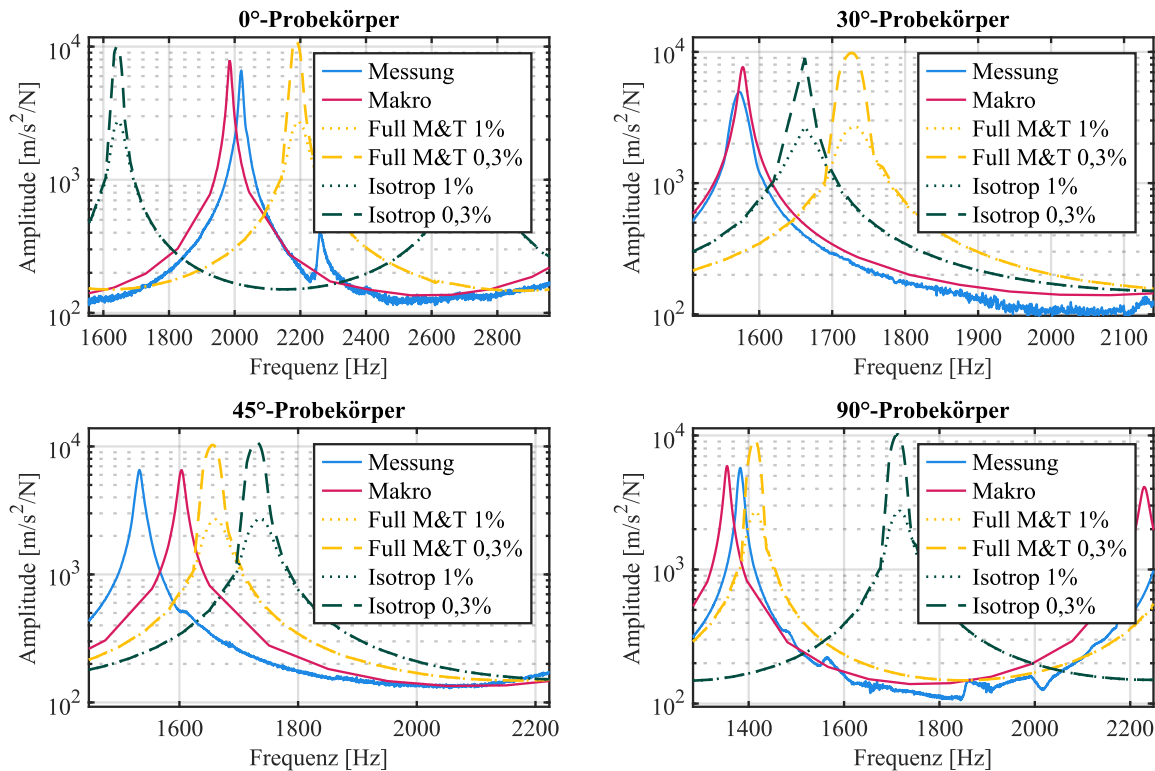 0°-Probekörper
10^4
10^3
10^2
Amplitude [m/s²/N]
1600 1800 2000 2200 2400 2600 2800
Frequenz [Hz]
Messung
Makro
Full M&T 1%
Full M&T 0,3%
Isotrop 1%
Isotrop 0,3%
30°-Probekörper
10^4
10^3
10^2
Amplitude [m/s²/N]
1600 1700 1800 1900 2000 2100
Frequenz [Hz]
Messung
Makro
Full M&T 1%
Full M&T 0,3%
Isotrop 1%
Isotrop 0,3%
45°-Probekörper
10^4
10^3
10^2
Amplitude [m/s²/N]
1600 1800 2000 2200
Frequenz [Hz]
Messung
Makro
Full M&T 1%
Full M&T 0,3%
Isotrop 1%
Isotrop 0,3%
90°-Probekörper
10^4
10^3
10^2
Amplitude [m/s²/N]
1400 1600 1800 2000 2200
Frequenz [Hz]
Messung
Makro
Full M&T 1%
Full M&T 0,3%
Isotrop 1%
Isotrop 0,3%